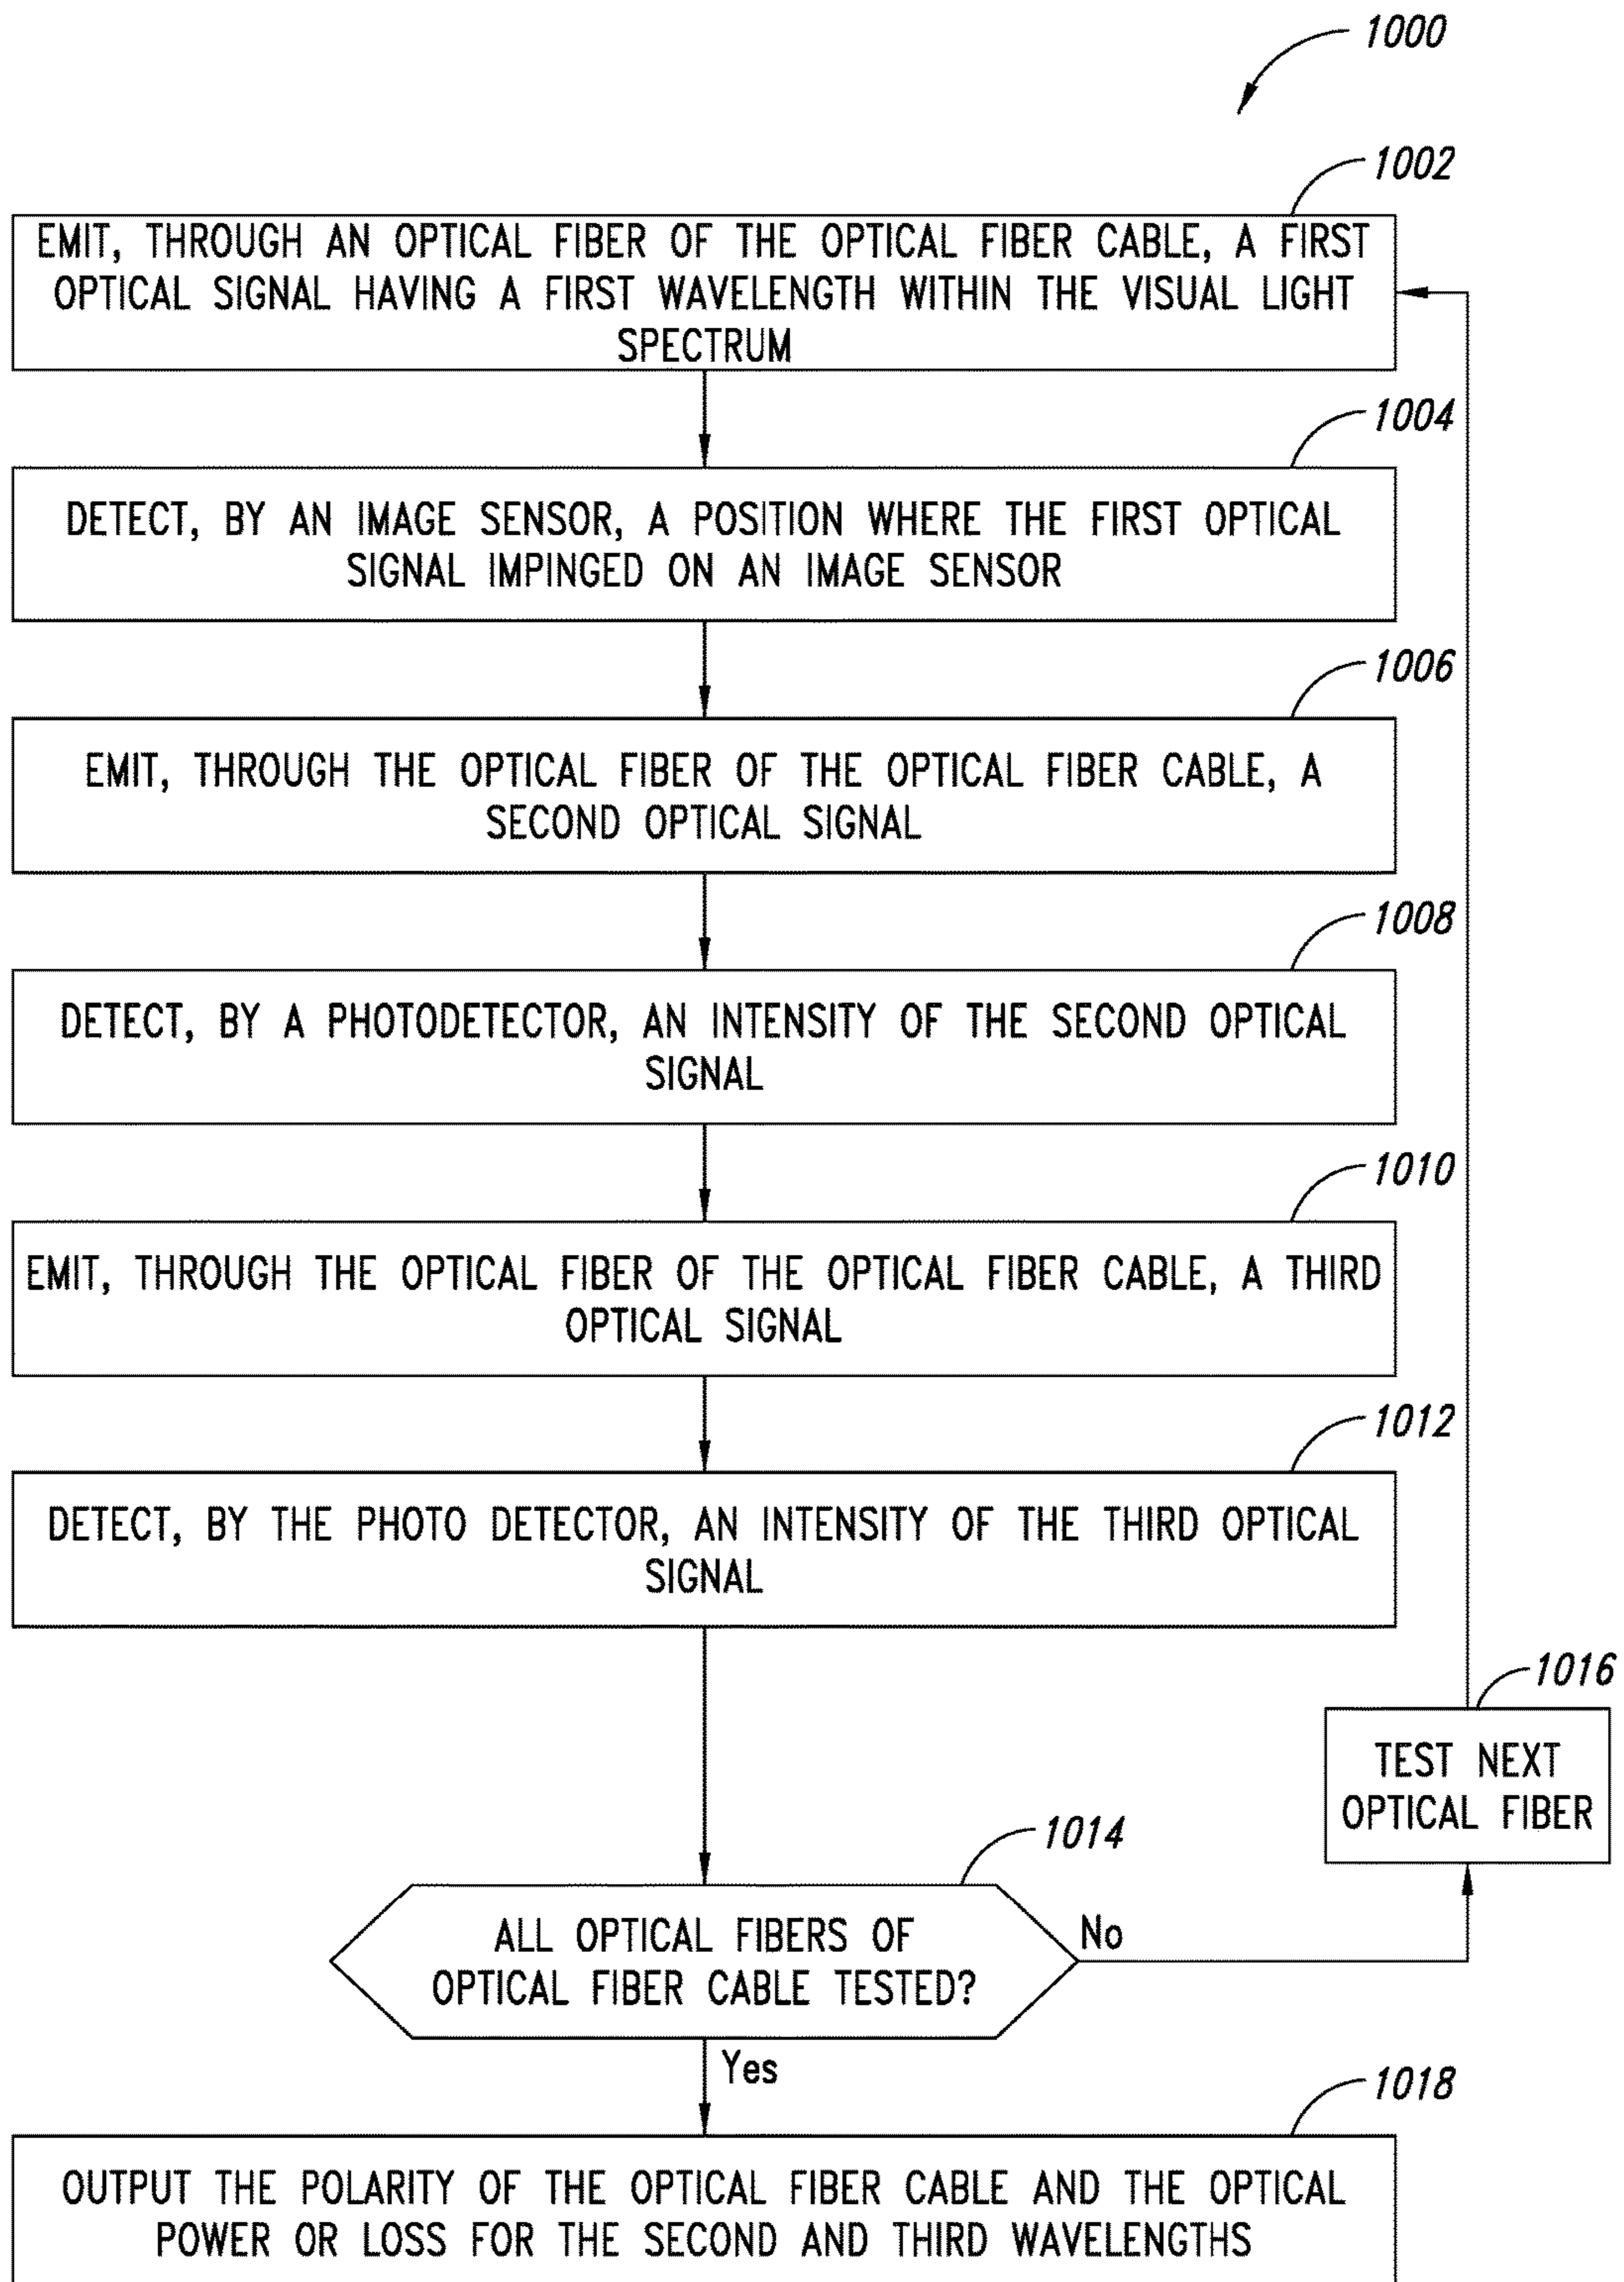 1000
1002
EMIT, THROUGH AN OPTICAL FIBER OF THE OPTICAL FIBER CABLE, A FIRST
OPTICAL SIGNAL HAVING A FIRST WAVELENGTH WITHIN THE VISUAL LIGHT
SPECTRUM
1004
DETECT, BY AN IMAGE SENSOR, A POSITION WHERE THE FIRST OPTICAL
SIGNAL IMPINGED ON AN IMAGE SENSOR
1006
EMIT, THROUGH THE OPTICAL FIBER OF THE OPTICAL FIBER CABLE, A
SECOND OPTICAL SIGNAL
1008
DETECT, BY A PHOTODETECTOR, AN INTENSITY OF THE SECOND OPTICAL
SIGNAL
1010
EMIT, THROUGH THE OPTICAL FIBER OF THE OPTICAL FIBER CABLE, A THIRD
OPTICAL SIGNAL
1012
DETECT, BY THE PHOTO DETECTOR, AN INTENSITY OF THE THIRD OPTICAL
SIGNAL
1016
TEST NEXT
OPTICAL FIBER
1014
ALL OPTICAL FIBERS OF
OPTICAL FIBER CABLE TESTED?
No
Yes
1018
OUTPUT THE POLARITY OF THE OPTICAL FIBER CABLE AND THE OPTICAL
POWER OR LOSS FOR THE SECOND AND THIRD WAVELENGTHS